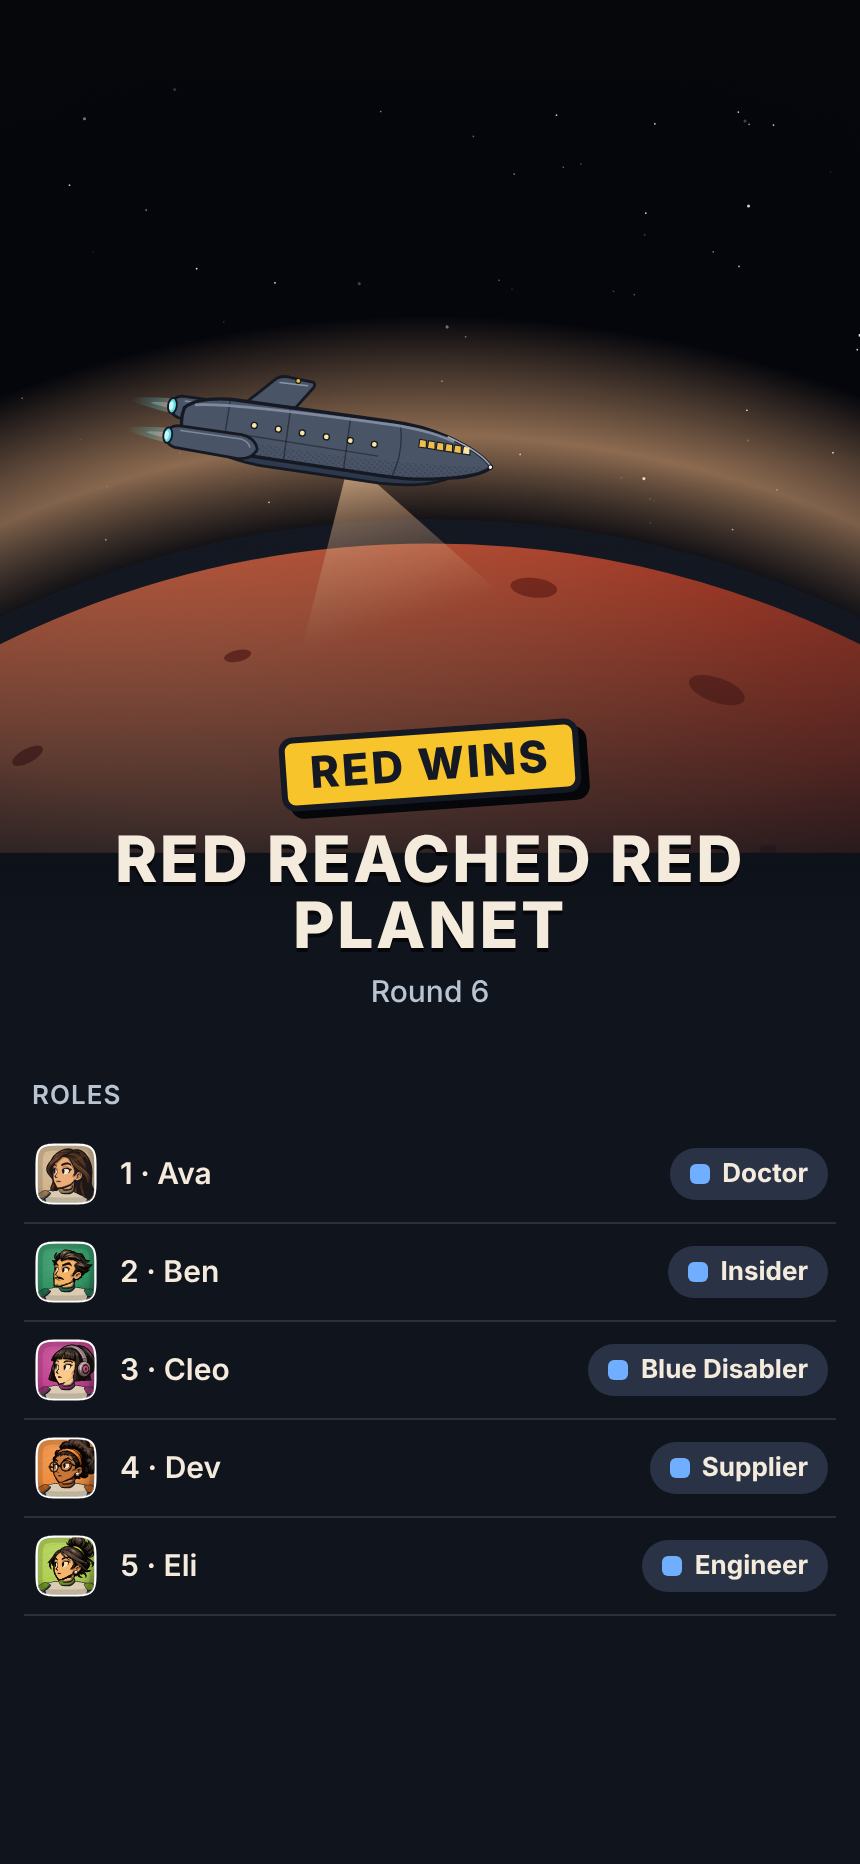 RED WINS
RED REACHED RED
PLANET
Round 6
ROLES
1 · Ava
Doctor
2 · Ben
Insider
3 · Cleo
Blue Disabler
4 · Dev
Supplier
5 · Eli
Engineer